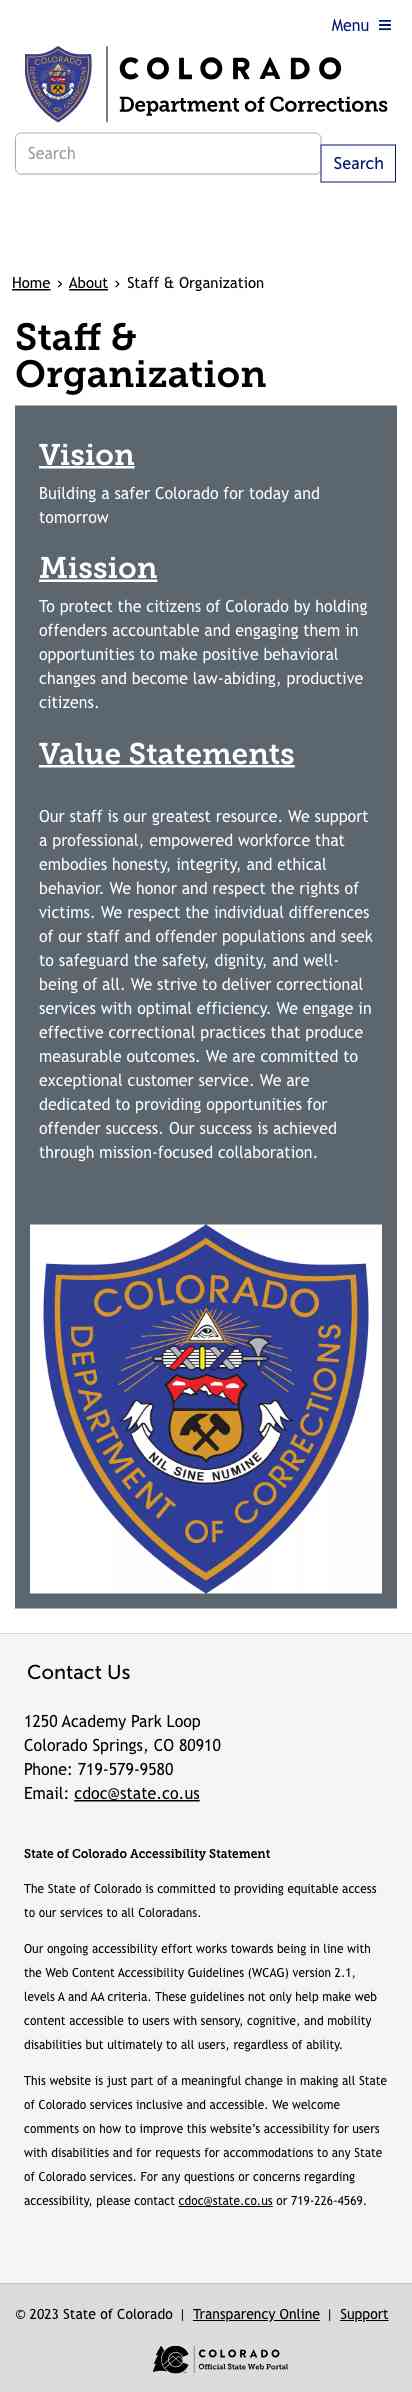 Menu
COLORADO
DEPARTMENT OF CORRECTIONS
COLORADO
Department of Corrections
Search
Search
Home › About › Staff & Organization
Staff &
Organization
Vision
Building a safer Colorado for today and
tomorrow
Mission
To protect the citizens of Colorado by holding
offenders accountable and engaging them in
opportunities to make positive behavioral
changes and become law-abiding, productive
citizens.
Value Statements
Our staff is our greatest resource. We support
a professional, empowered workforce that
embodies honesty, integrity, and ethical
behavior. We honor and respect the rights of
victims. We respect the individual differences
of our staff and offender populations and seek
to safeguard the safety, dignity, and well-
being of all. We strive to deliver correctional
services with optimal efficiency. We engage in
effective correctional practices that produce
measurable outcomes. We are committed to
exceptional customer service. We are
dedicated to providing opportunities for
offender success. Our success is achieved
through mission-focused collaboration.
COLORADO
DEPARTMENT OF CORRECTIONS
NIL SINE NUMINE
Contact Us
1250 Academy Park Loop
Colorado Springs, CO 80910
Phone: 719-579-9580
Email: cdoc@state.co.us
State of Colorado Accessibility Statement
The State of Colorado is committed to providing equitable access
to our services to all Coloradans.
Our ongoing accessibility effort works towards being in line with
the Web Content Accessibility Guidelines (WCAG) version 2.1,
levels A and AA criteria. These guidelines not only help make web
content accessible to users with sensory, cognitive, and mobility
disabilities but ultimately to all users, regardless of ability.
This website is just part of a meaningful change in making all State
of Colorado services inclusive and accessible. We welcome
comments on how to improve this website's accessibility for users
with disabilities and for requests for accommodations to any State
of Colorado services. For any questions or concerns regarding
accessibility, please contact cdoc@state.co.us or 719-226-4569.
© 2023 State of Colorado | Transparency Online | Support
COLORADO
Official State Web Portal